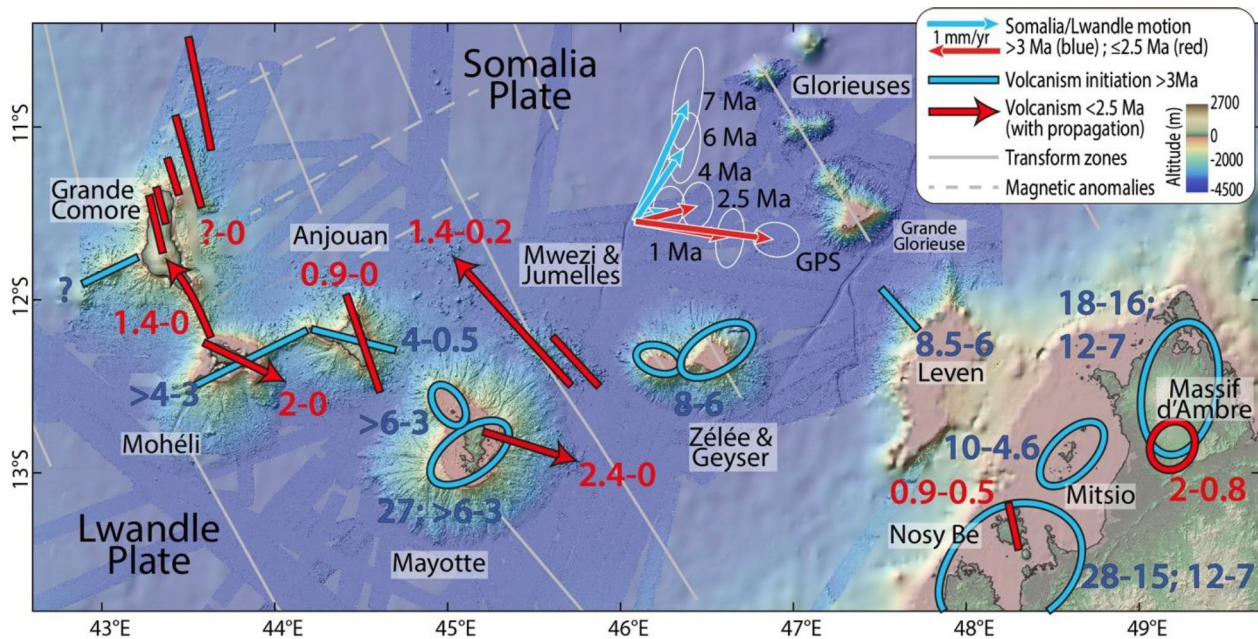 Somalia/Lwandle motion
1 mm/yr
>3 Ma (blue) ; ≤2.5 Ma (red)
Volcanism initiation >3Ma
Volcanism <2.5 Ma
(with propagation)
Transform zones
Magnetic anomalies
Altitude (m)
2700
0
-2000
-4500
Somalia
Plate
Glorieuses
7 Ma
6 Ma
4 Ma
2.5 Ma
1 Ma
GPS
Grande
Glorieuse
11°S
12°S
13°S
Grande
Comore
?-0
?
Anjouan
0.9-0
1.4-0.2
Mwezi &
Jumelles
1.4-0
4-0.5
>4-3
2-0
Mohéli
>6-3
27; >6-3
2.4-0
Mayotte
8-6
Zélée &
Geyser
8.5-6
Leven
18-16;
12-7
Massif
d'Ambre
10-4.6
Mitsio
2-0.8
0.9-0.5
Nosy Be
28-15; 12-7
Lwandle
Plate
43°E
44°E
45°E
46°E
47°E
48°E
49°E